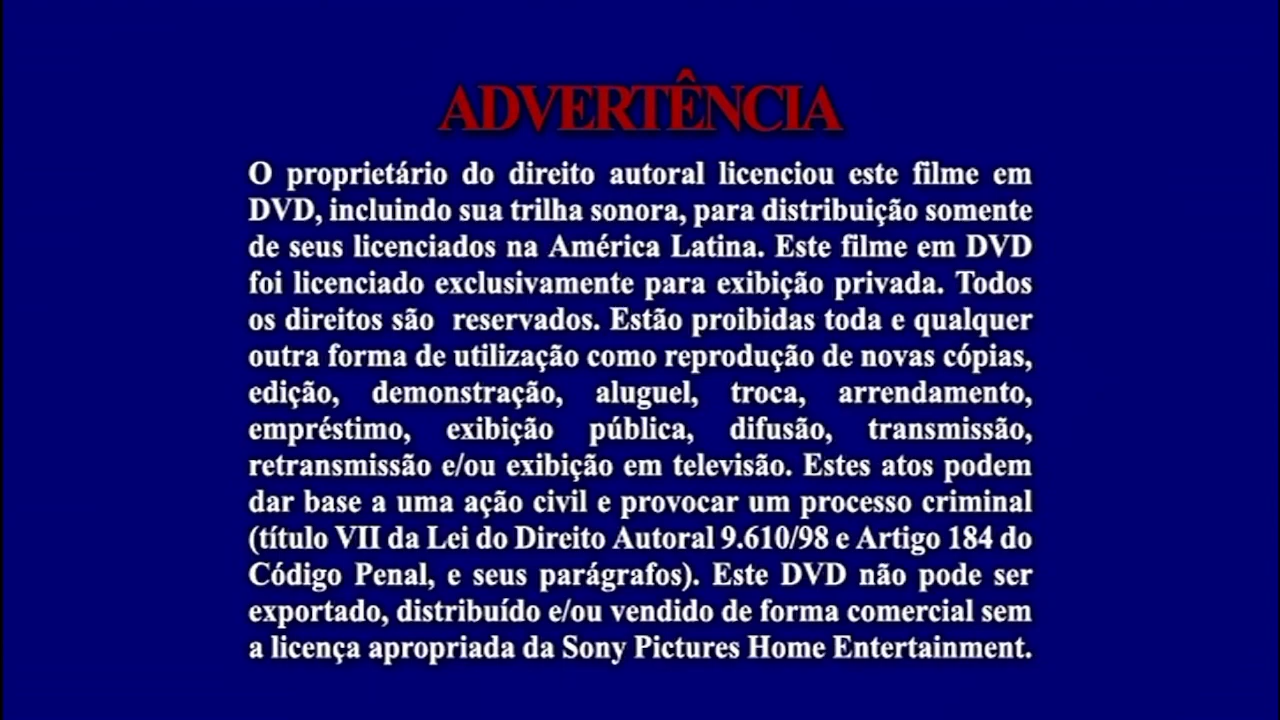 ADVERTÊNCIA
O proprietário do direito autoral licenciou este filme em
DVD, incluindo sua trilha sonora, para distribuição somente
de seus licenciados na América Latina. Este filme em DVD
foi licenciado exclusivamente para exibição privada. Todos
os direitos são reservados. Estão proibidas toda e qualquer
outra forma de utilização como reprodução de novas cópias,
edição, demonstração, aluguel, troca, arrendamento,
empréstimo, exibição pública, difusão, transmissão,
retransmissão e/ou exibição em televisão. Estes atos podem
dar base a uma ação civil e provocar um processo criminal
(título VII da Lei do Direito Autoral 9.610/98 e Artigo 184 do
Código Penal, e seus parágrafos). Este DVD não pode ser
exportado, distribuído e/ou vendido de forma comercial sem
a licença apropriada da Sony Pictures Home Entertainment.